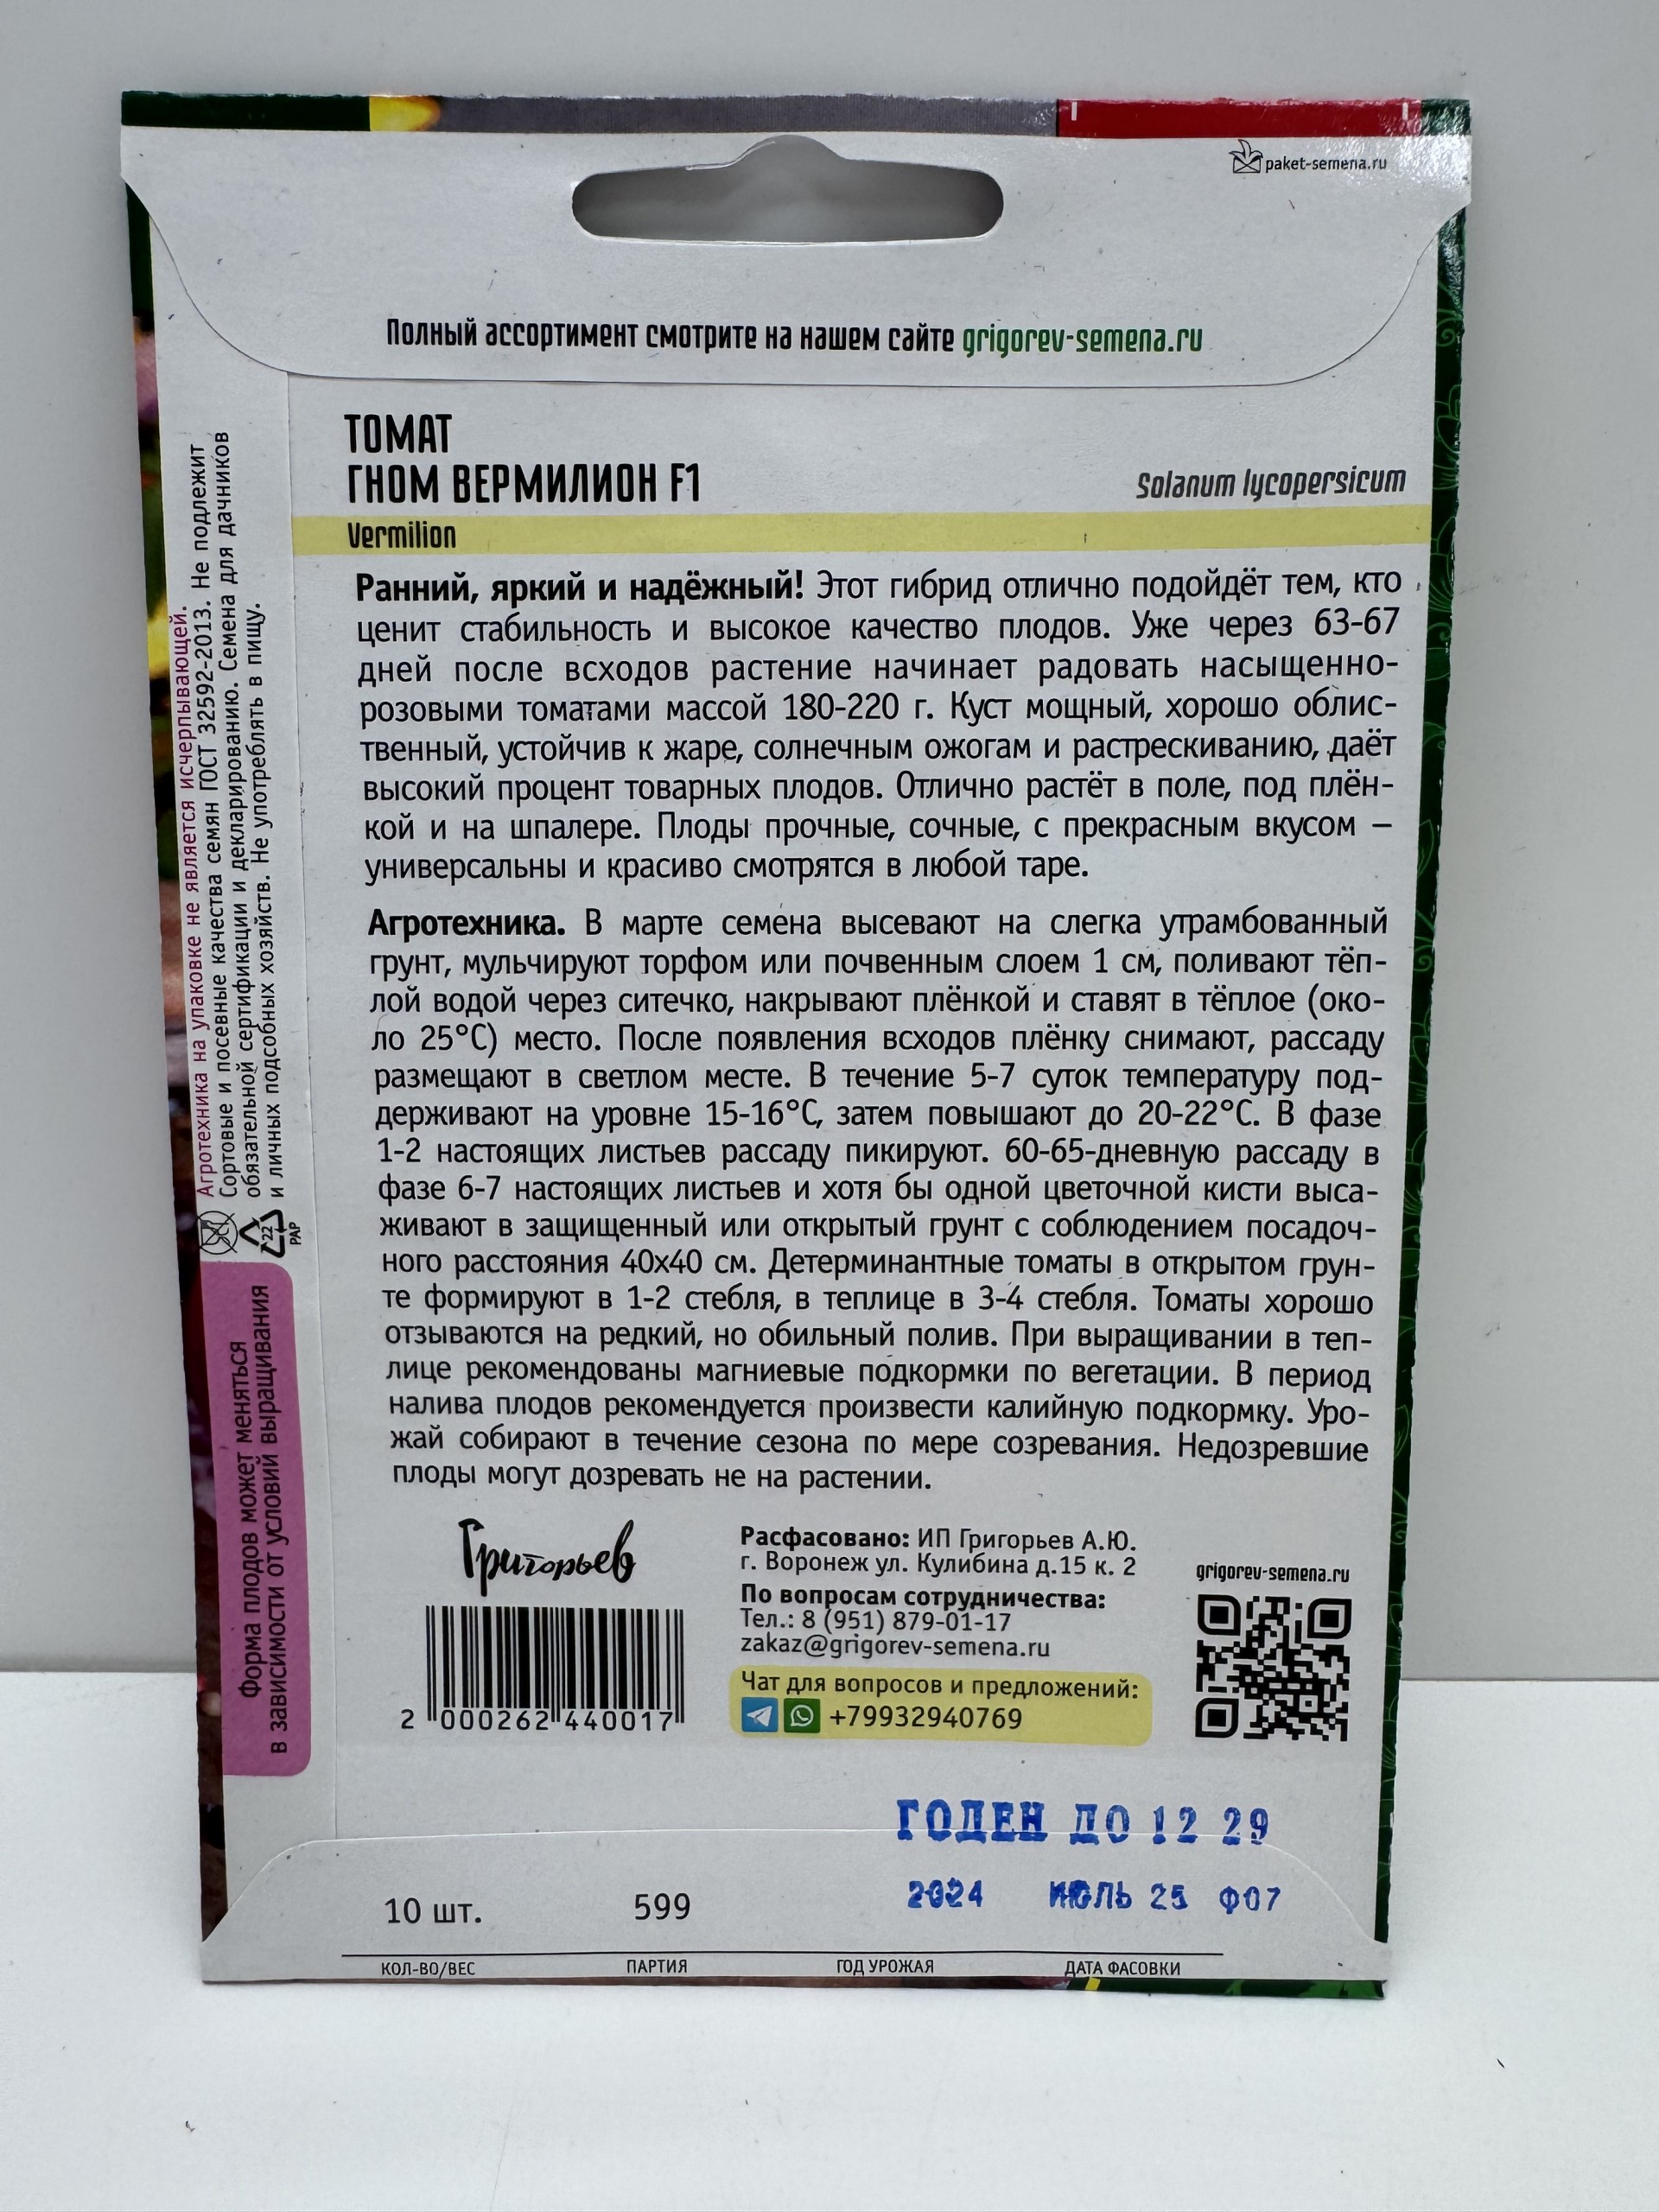 paket-semena.ru
Полный ассортимент смотрите на нашем сайте grigorev-semena.ru
ТОМАТ
ГНОМ ВЕРМИЛИОН F1
Solanum lycopersicum
Vermilion
Ранний, яркий и надёжный! Этот гибрид отлично подойдёт тем, кто
ценит стабильность и высокое качество плодов. Уже через 63-67
дней после всходов растение начинает радовать насыщенно-
розовыми томатами массой 180-220 г. Куст мощный, хорошо облис-
твенный, устойчив к жаре, солнечным ожогам и растрескиванию, даёт
высокий процент товарных плодов. Отлично растёт в поле, под плён-
кой и на шпалере. Плоды прочные, сочные, с прекрасным вкусом –
универсальны и красиво смотрятся в любой таре.
Агротехника. В марте семена высевают на слегка утрамбованный
грунт, мульчируют торфом или почвенным слоем 1 см, поливают тёп-
лой водой через ситечко, накрывают плёнкой и ставят в тёплое (око-
ло 25°С) место. После появления всходов плёнку снимают, рассаду
размещают в светлом месте. В течение 5-7 суток температуру под-
держивают на уровне 15-16°С, затем повышают до 20-22°С. В фазе
1-2 настоящих листьев рассаду пикируют. 60-65-дневную рассаду в
фазе 6-7 настоящих листьев и хотя бы одной цветочной кисти выса-
живают в защищенный или открытый грунт с соблюдением посадоч-
ного расстояния 40х40 см. Детерминантные томаты в открытом грун-
те формируют в 1-2 стебля, в теплице в 3-4 стебля. Томаты хорошо
отзываются на редкий, но обильный полив. При выращивании в теп-
лице рекомендованы магниевые подкормки по вегетации. В период
налива плодов рекомендуется произвести калийную подкормку. Уро-
жай собирают в течение сезона по мере созревания. Недозревшие
плоды могут дозревать не на растении.
Агротехника на упаковке не является исчерпывающей.
Сортовые и посевные качества семян ГОСТ 32592-2013. Не подлежит
обязательной сертификации и декларированию. Семена для дачников
и личных подсобных хозяйств. Не употреблять в пищу.
22
PAP
Форма плодов может меняться
в зависимости от условий выращивания
Григорьев
2 000262 440017
Расфасовано: ИП Григорьев А.Ю.
г. Воронеж ул. Кулибина д.15 к. 2
По вопросам сотрудничества:
Тел.: 8 (951) 879-01-17
zakaz@grigorev-semena.ru
Чат для вопросов и предложений:
+79932940769
grigorev-semena.ru
ГОДЕН ДО 12 29
10 шт. 599 2024 ИЮЛЬ 25 Ф07
КОЛ-ВО/ВЕС ПАРТИЯ ГОД УРОЖАЯ ДАТА ФАСОВКИ